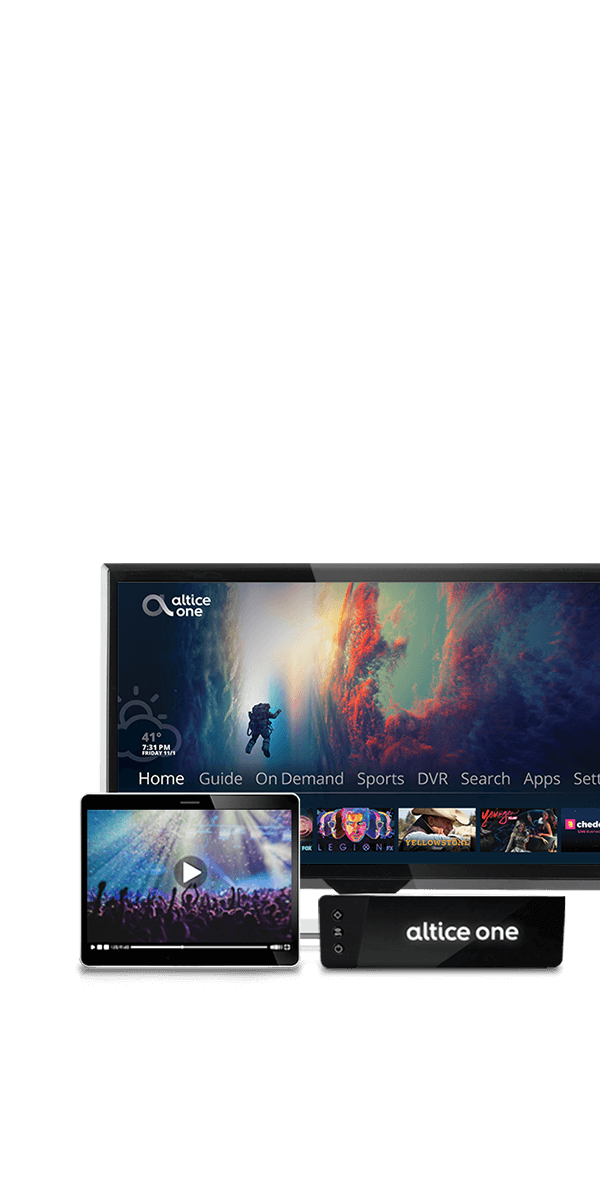 altice
one
41°
7:31 PM
FRIDAY 11/1
Home Guide On Demand Sports DVR Search Apps Sett
FOX
LEGION FX
YELLOWSTONE
chedd
altice one